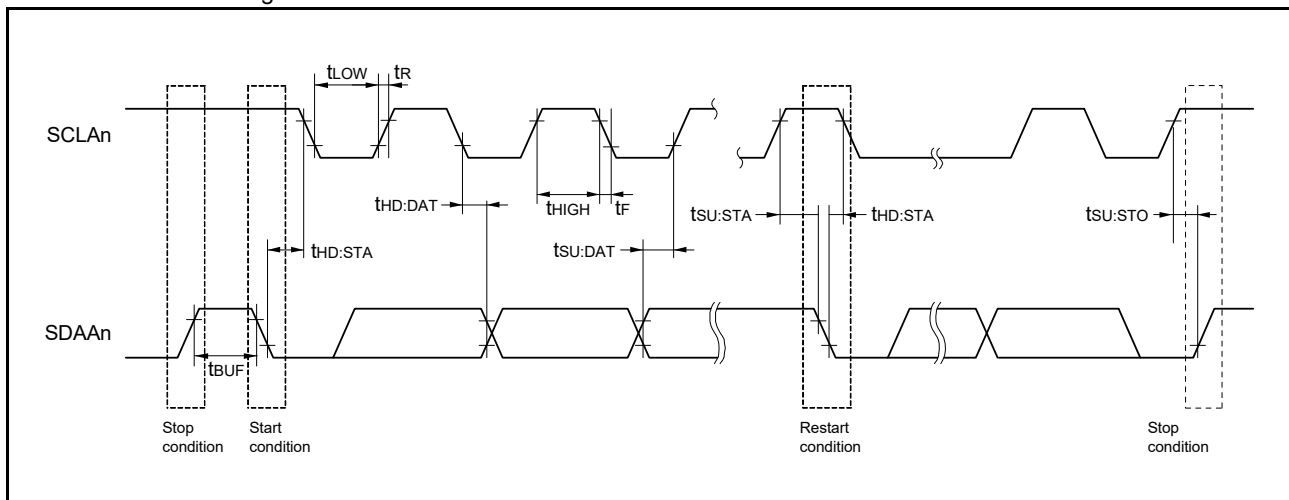 tLOW tR
SCLAn
tHD:DAT tHIGH tF tSU:STA tHD:STA tSU:STO
tHD:STA tSU:DAT
SDAAn
tBUF
Stop condition
Start condition
Restart condition
Stop condition